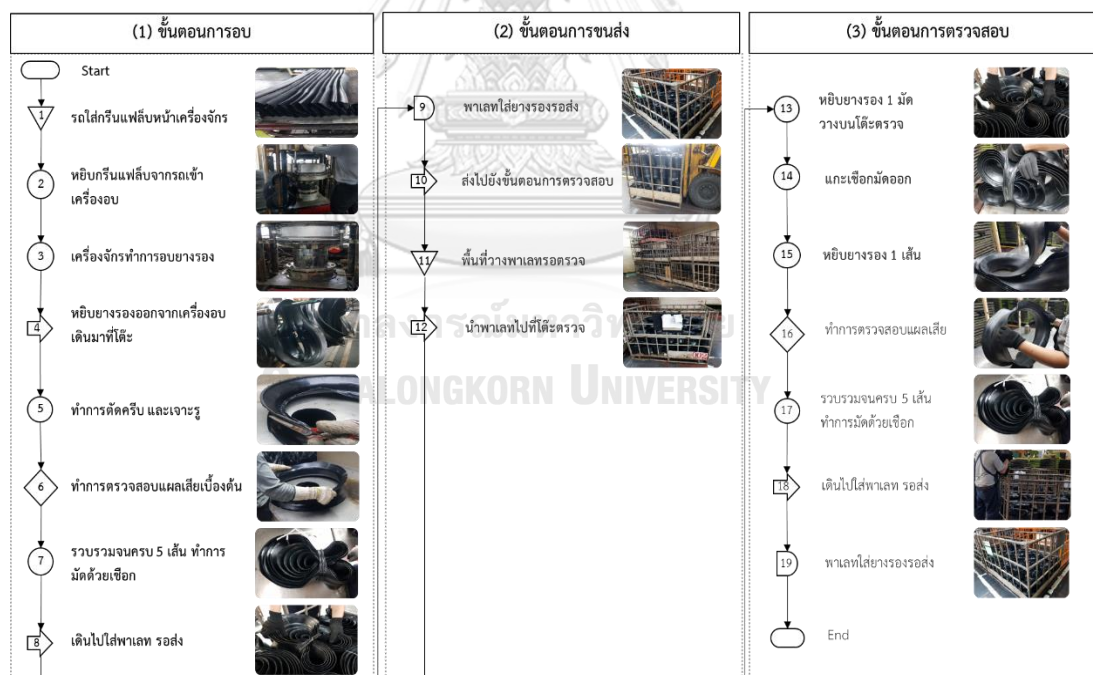 (1) ขั้นตอนการอบ
Start
1
รถใส่กรีนแฟล็บหน้าเครื่องจักร
2
หยิบกรีนแฟล็บจากรถเข้า
เครื่องอบ
3
เครื่องจักรทำการอบยางรอง
4
หยิบยางรองออกจากเครื่องอบ
เดินมาที่โต๊ะ
5
ทำการตัดครีบ และเจาะรู
6
ทำการตรวจสอบแผลเสียเบื้องต้น
7
รวบรวมจนครบ 5 เส้น ทำการ
มัดด้วยเชือก
8
เดินไปใส่พาเลท รอส่ง
(2) ขั้นตอนการขนส่ง
9
พาเลทใส่ยางรองรอส่ง
10
ส่งไปยังขั้นตอนการตรวจสอบ
11
พื้นที่วางพาเลทรอตรวจ
12
นำพาเลทไปที่โต๊ะตรวจ
(3) ขั้นตอนการตรวจสอบ
13
หยิบยางรอง 1 มัด
วางบนโต๊ะตรวจ
14
แกะเชือกมัดออก
15
หยิบยางรอง 1 เส้น
16
ทำการตรวจสอบแผลเสีย
17
รวบรวมจนครบ 5 เส้น
ทำการมัดด้วยเชือก
18
เดินไปใส่พาเลท รอส่ง
19
พาเลทใส่ยางรองรอส่ง
End
ALONGKORN UNIVERSITY